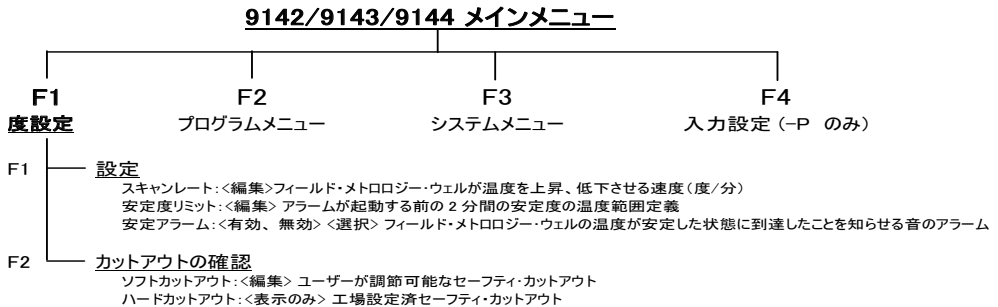 9142/9143/9144 メインメニュー
F1
F2
F3
F4
度設定
プログラムメニュー
システムメニュー
入力設定（-P のみ）
F1 設定
スキャンレート：<編集>フィールド・メトロロジー・ウェルが温度を上昇、低下させる速度（度/分）
安定度リミット：<編集> アラームが起動する前の 2 分間の安定度の温度範囲定義
安定アラーム：<有効、無効> <選択> フィールド・メトロロジー・ウェルの温度が安定した状態に到達したことを知らせる音のアラーム
F2 カットアウトの確認
ソフトカットアウト：<編集> ユーザーが調節可能なセーフティ・カットアウト
ハードカットアウト：<表示のみ> 工場設定済セーフティ・カットアウト